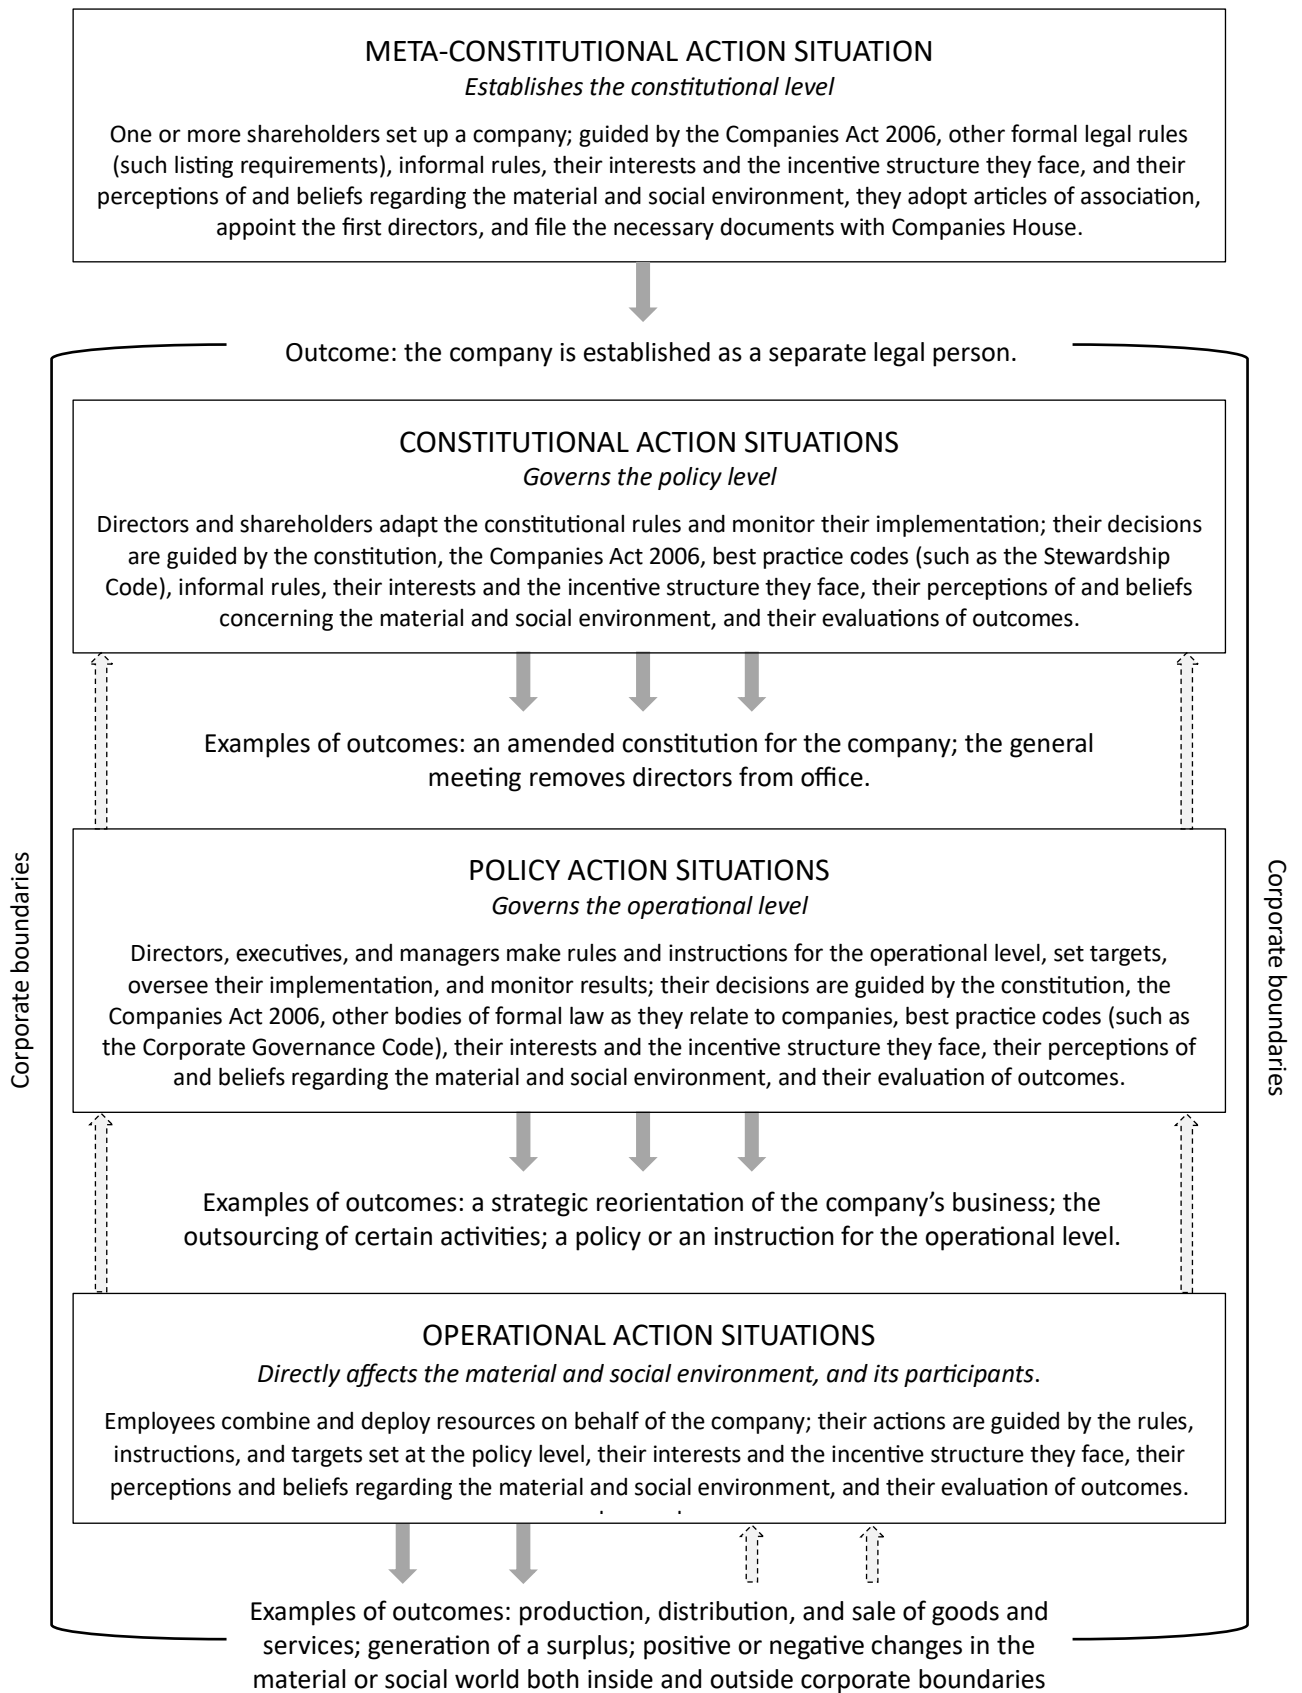 META-CONSTITUTIONAL ACTION SITUATION
Establishes the constitutional level
One or more shareholders set up a company; guided by the Companies Act 2006, other formal legal rules
(such listing requirements), informal rules, their interests and the incentive structure they face, and their
perceptions of and beliefs regarding the material and social environment, they adopt articles of association,
appoint the first directors, and file the necessary documents with Companies House.
Outcome: the company is established as a separate legal person.
CONSTITUTIONAL ACTION SITUATIONS
Governs the policy level
Directors and shareholders adapt the constitutional rules and monitor their implementation; their decisions
are guided by the constitution, the Companies Act 2006, best practice codes (such as the Stewardship
Code), informal rules, their interests and the incentive structure they face, their perceptions of and beliefs
concerning the material and social environment, and their evaluations of outcomes.
Examples of outcomes: an amended constitution for the company; the general
meeting removes directors from office.
Corporate boundaries
Corporate boundaries
POLICY ACTION SITUATIONS
Governs the operational level
Directors, executives, and managers make rules and instructions for the operational level, set targets,
oversee their implementation, and monitor results; their decisions are guided by the constitution, the
Companies Act 2006, other bodies of formal law as they relate to companies, best practice codes (such as
the Corporate Governance Code), their interests and the incentive structure they face, their perceptions of
and beliefs regarding the material and social environment, and their evaluation of outcomes.
Examples of outcomes: a strategic reorientation of the company’s business; the
outsourcing of certain activities; a policy or an instruction for the operational level.
OPERATIONAL ACTION SITUATIONS
Directly affects the material and social environment, and its participants.
Employees combine and deploy resources on behalf of the company; their actions are guided by the rules,
instructions, and targets set at the policy level, their interests and the incentive structure they face, their
perceptions and beliefs regarding the material and social environment, and their evaluation of outcomes.
Examples of outcomes: production, distribution, and sale of goods and
services; generation of a surplus; positive or negative changes in the
material or social world both inside and outside corporate boundaries